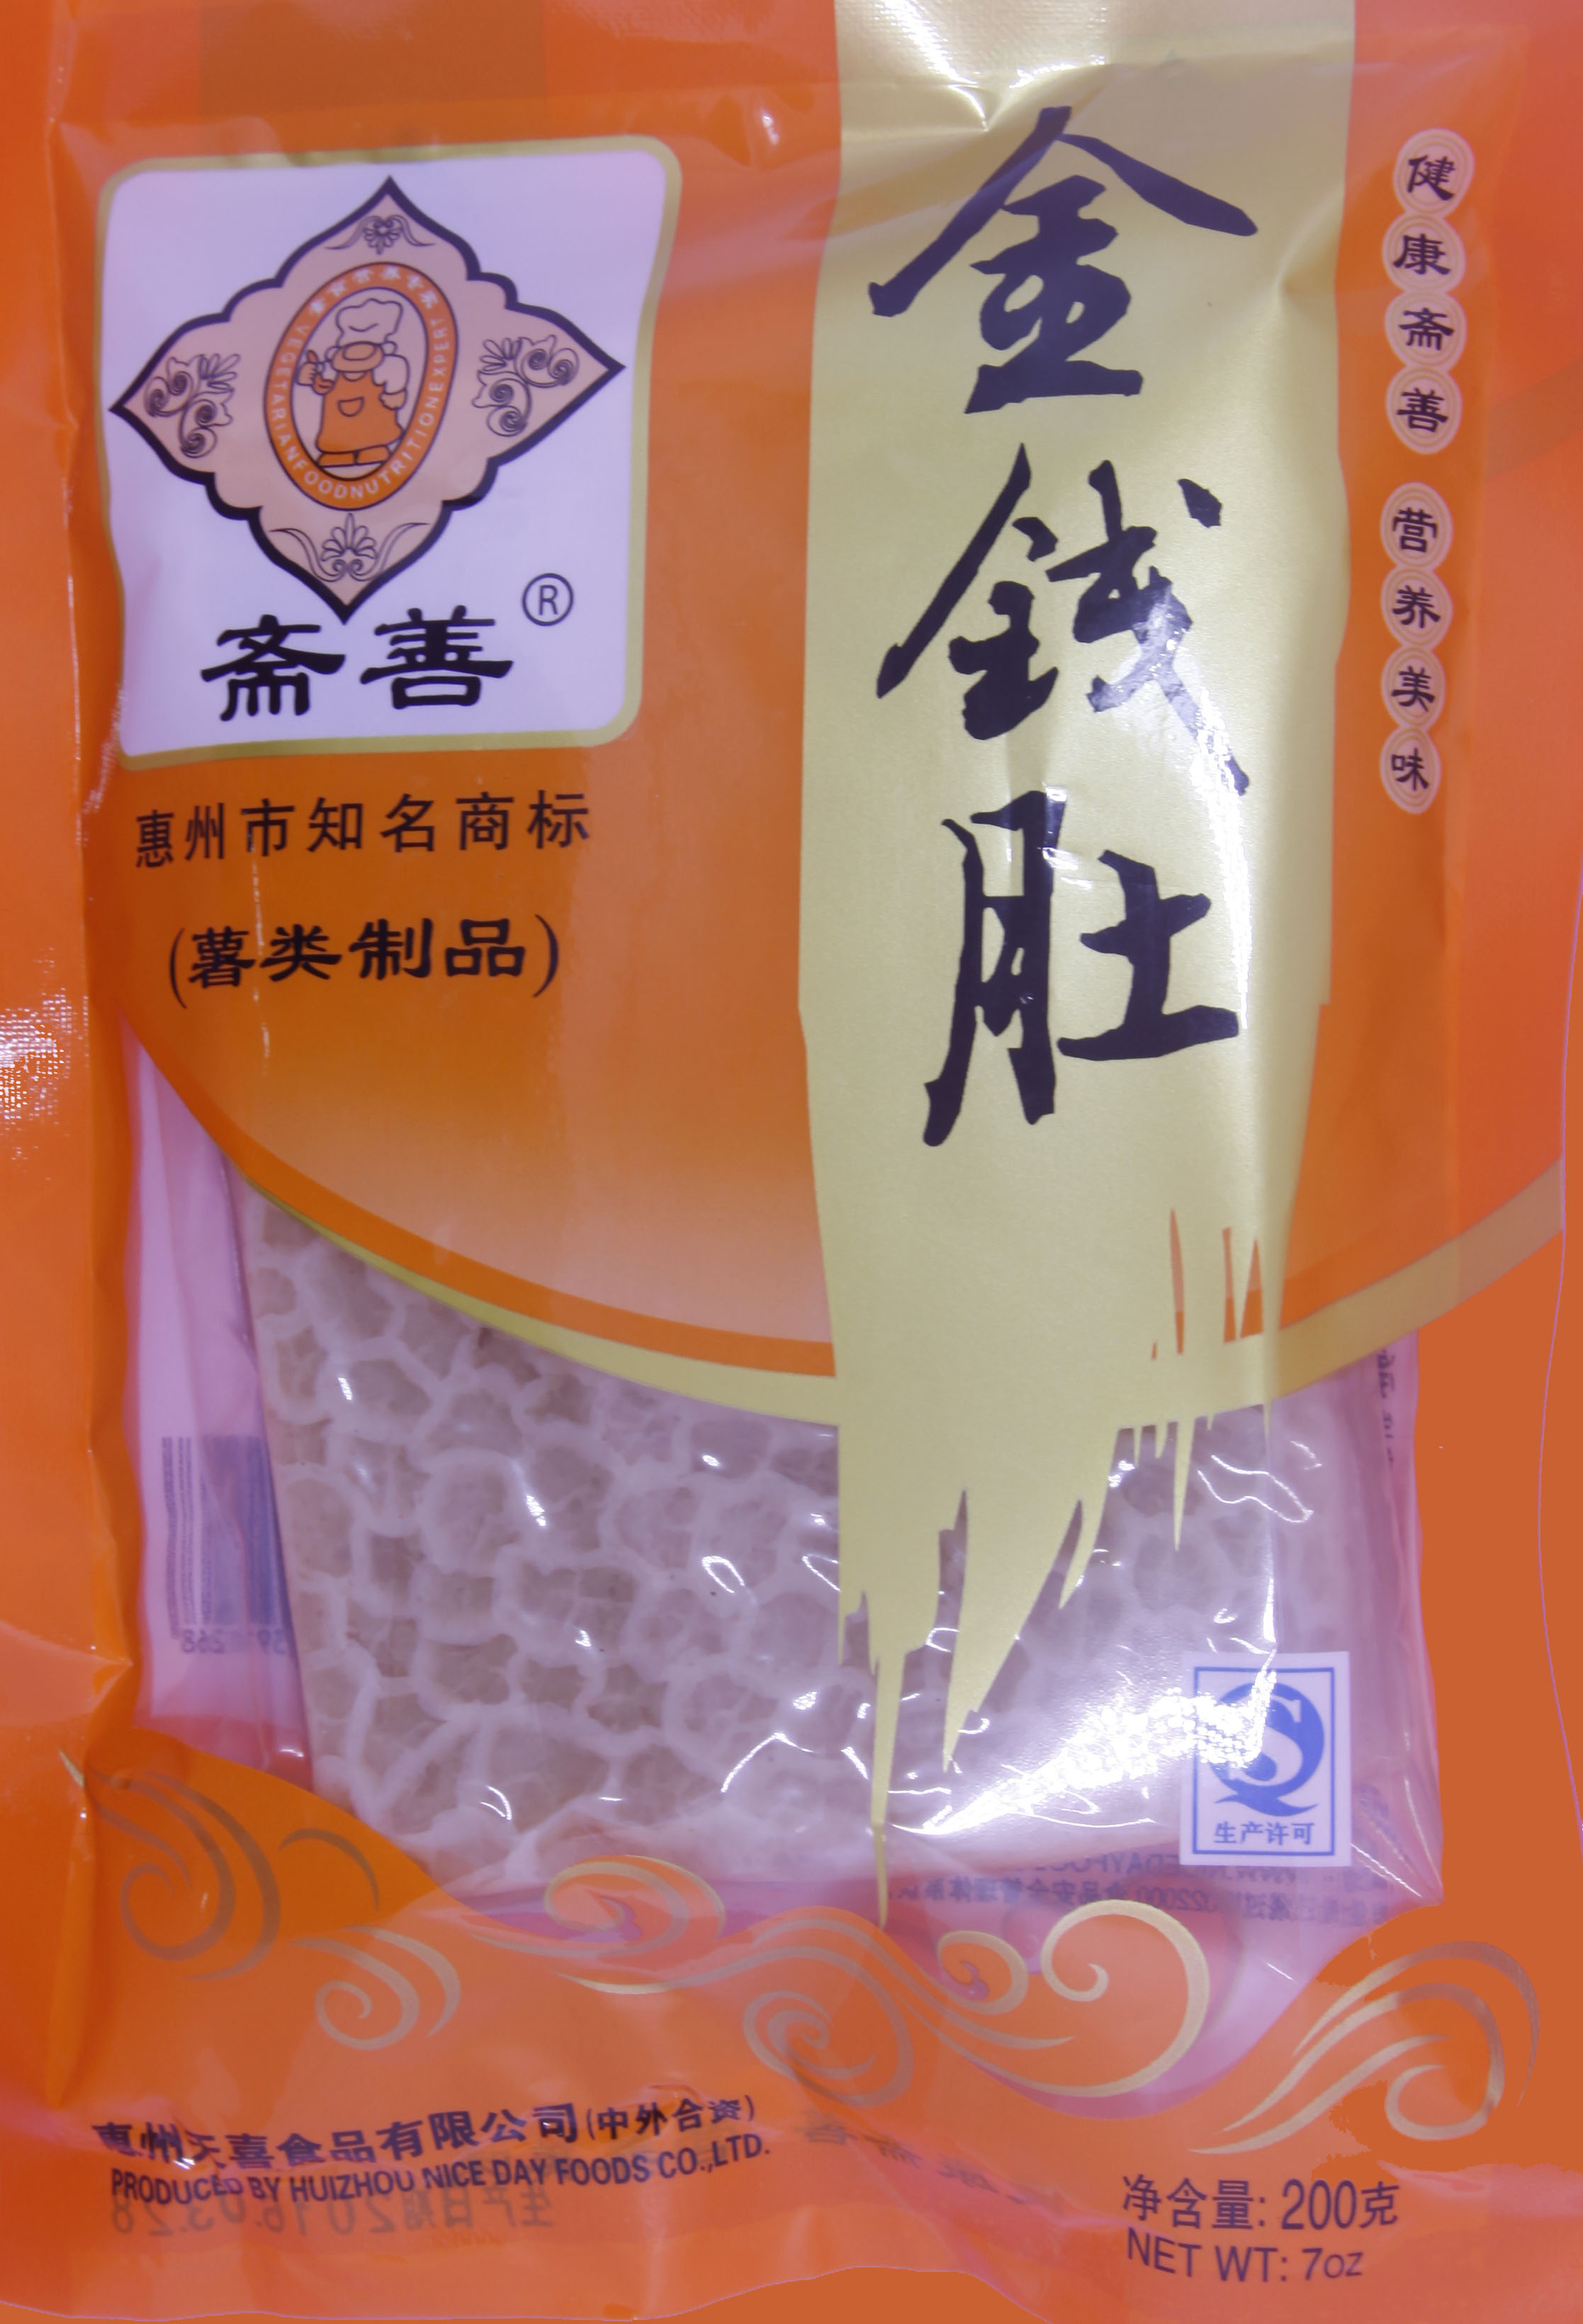 VEGETARIANFOODNUTRITIONEXPERT
斋善®
惠州市知名商标
(薯类制品)
金錢肚
健康斋善 营养美味
生产许可
惠州天喜食品有限公司(中外合资)
PRODUCED BY HUIZHOU NICE DAY FOODS CO.,LTD.
净含量: 200克
NET WT: 7oz